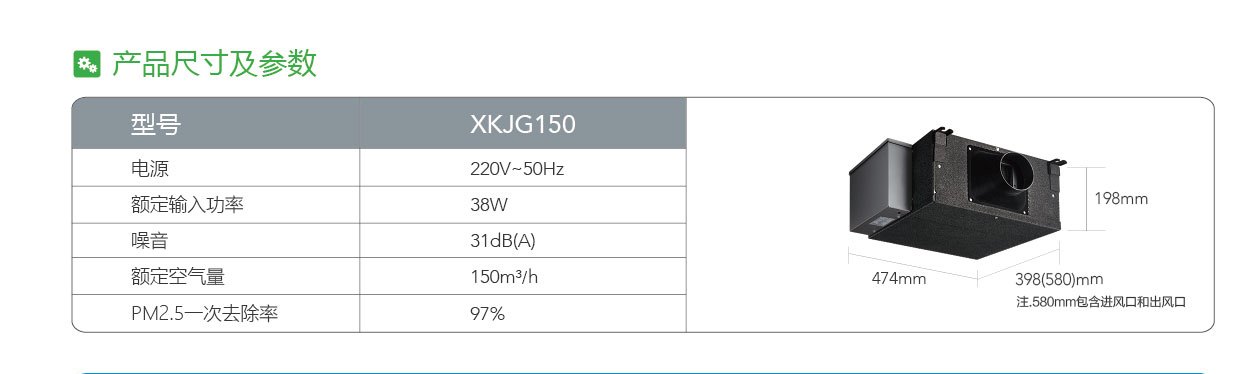 产品尺寸及参数
型号 XKJG150
电源 220V~50Hz
额定输入功率 38W
噪音 31dB(A)
额定空气量 150m³/h
PM2.5一次去除率 97%
198mm
474mm
398(580)mm
注.580mm包含进风口和出风口